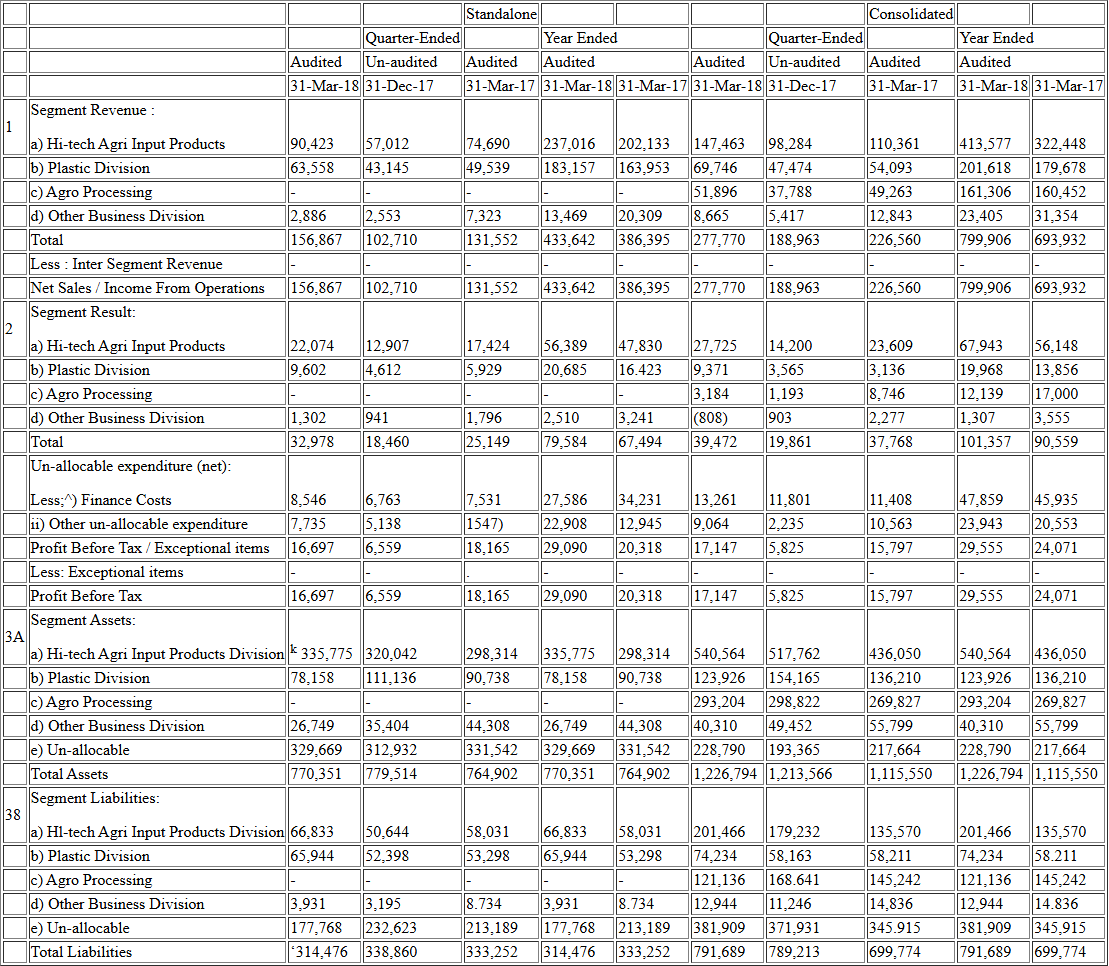 Standalone Consolidated
Quarter-Ended Year Ended Quarter-Ended Year Ended
Audited Un-audited Audited Audited Audited Un-audited Audited Audited
31-Mar-18 31-Dec-17 31-Mar-17 31-Mar-18 31-Mar-17 31-Mar-18 31-Dec-17 31-Mar-17 31-Mar-18 31-Mar-17
1 Segment Revenue :
a) Hi-tech Agri Input Products 90,423 57,012 74,690 237,016 202,133 147,463 98,284 110,361 413,577 322,448
b) Plastic Division 63,558 43,145 49,539 183,157 163,953 69,746 47,474 54,093 201,618 179,678
c) Agro Processing - - - - - 51,896 37,788 49,263 161,306 160,452
d) Other Business Division 2,886 2,553 7,323 13,469 20,309 8,665 5,417 12,843 23,405 31,354
Total 156,867 102,710 131,552 433,642 386,395 277,770 188,963 226,560 799,906 693,932
Less : Inter Segment Revenue - - - - - - - - - -
Net Sales / Income From Operations 156,867 102,710 131,552 433,642 386,395 277,770 188,963 226,560 799,906 693,932
2 Segment Result:
a) Hi-tech Agri Input Products 22,074 12,907 17,424 56,389 47,830 27,725 14,200 23,609 67,943 56,148
b) Plastic Division 9,602 4,612 5,929 20,685 16.423 9,371 3,565 3,136 19,968 13,856
c) Agro Processing - - - - - 3,184 1,193 8,746 12,139 17,000
d) Other Business Division 1,302 941 1,796 2,510 3,241 (808) 903 2,277 1,307 3,555
Total 32,978 18,460 25,149 79,584 67,494 39,472 19,861 37,768 101,357 90,559
Un-allocable expenditure (net):
Less;^) Finance Costs 8,546 6,763 7,531 27,586 34,231 13,261 11,801 11,408 47,859 45,935
ii) Other un-allocable expenditure 7,735 5,138 1547) 22,908 12,945 9,064 2,235 10,563 23,943 20,553
Profit Before Tax / Exceptional items 16,697 6,559 18,165 29,090 20,318 17,147 5,825 15,797 29,555 24,071
Less: Exceptional items - - . - - - - - - -
Profit Before Tax 16,697 6,559 18,165 29,090 20,318 17,147 5,825 15,797 29,555 24,071
3A Segment Assets:
a) Hi-tech Agri Input Products Division k 335,775 320,042 298,314 335,775 298,314 540,564 517,762 436,050 540,564 436,050
b) Plastic Division 78,158 111,136 90,738 78,158 90,738 123,926 154,165 136,210 123,926 136,210
c) Agro Processing - - - - - 293,204 298,822 269,827 293,204 269,827
d) Other Business Division 26,749 35,404 44,308 26,749 44,308 40,310 49,452 55,799 40,310 55,799
e) Un-allocable 329,669 312,932 331,542 329,669 331,542 228,790 193,365 217,664 228,790 217,664
Total Assets 770,351 779,514 764,902 770,351 764,902 1,226,794 1,213,566 1,115,550 1,226,794 1,115,550
38 Segment Liabilities:
a) Hl-tech Agri Input Products Division 66,833 50,644 58,031 66,833 58,031 201,466 179,232 135,570 201,466 135,570
b) Plastic Division 65,944 52,398 53,298 65,944 53,298 74,234 58,163 58,211 74,234 58.211
c) Agro Processing - - - - - 121,136 168.641 145,242 121,136 145,242
d) Other Business Division 3,931 3,195 8.734 3,931 8.734 12,944 11,246 14,836 12,944 14.836
e) Un-allocable 177,768 232,623 213,189 177,768 213,189 381,909 371,931 345.915 381,909 345,915
Total Liabilities ‘314,476 338,860 333,252 314,476 333,252 791,689 789,213 699,774 791,689 699,774